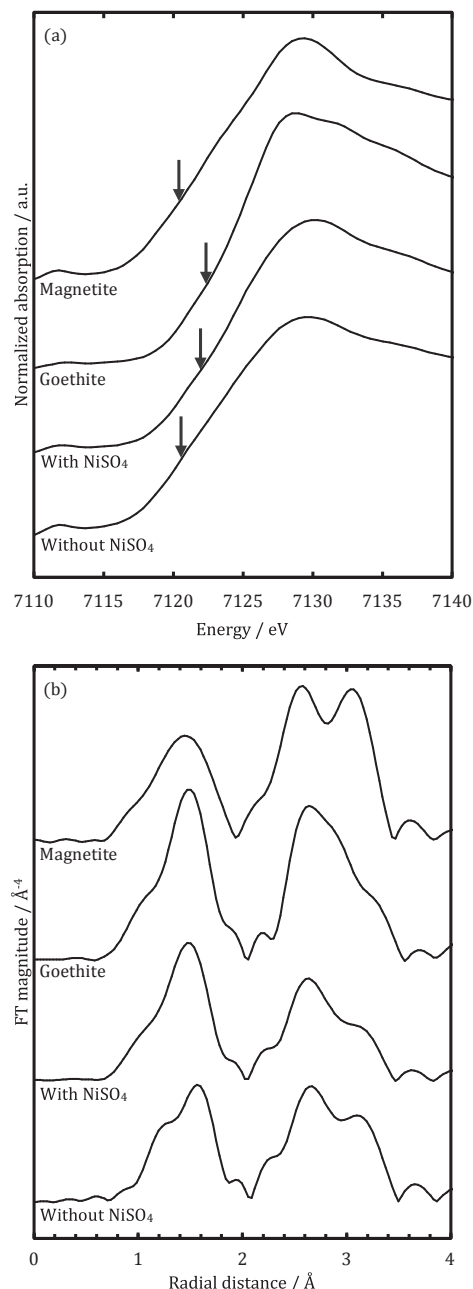 (a)
Normalized absorption / a.u.
Magnetite
Goethite
With NiSO₄
Without NiSO₄
7110 7115 7120 7125 7130 7135 7140
Energy / eV
(b)
FT magnitude / Å⁻⁴
Magnetite
Goethite
With NiSO₄
Without NiSO₄
0 1 2 3 4
Radial distance / Å